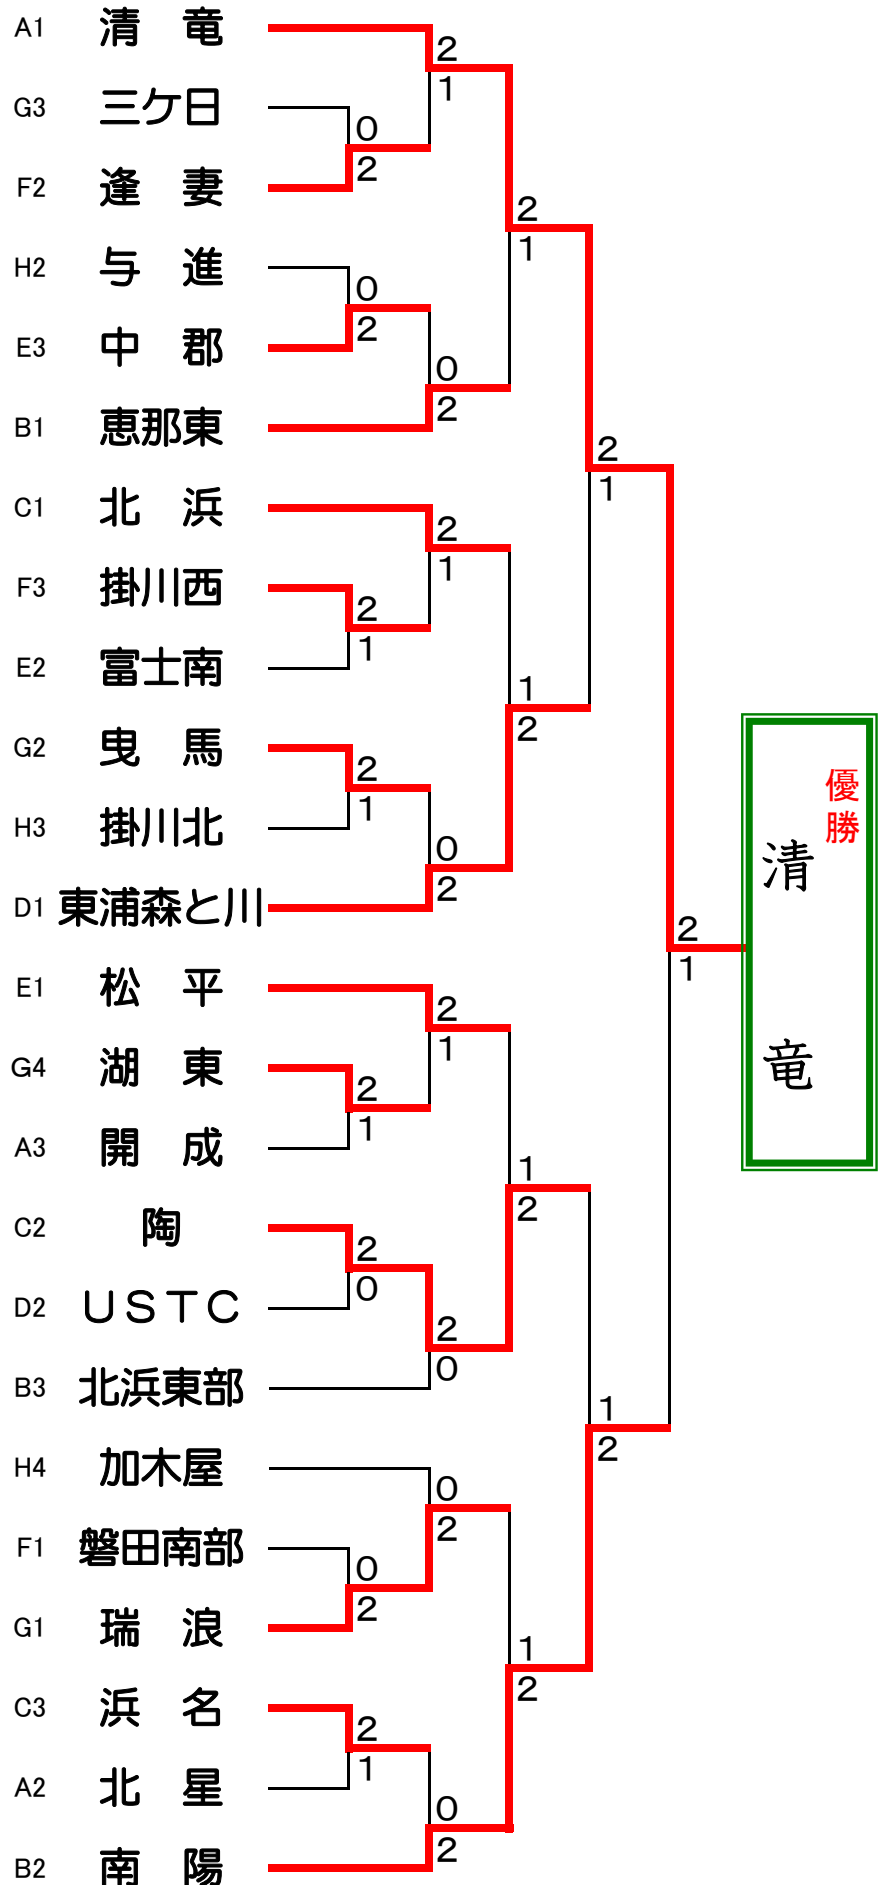 A1 清　竜
2
1
G3 三ケ日
0
2
F2 逢　妻
2
1
H2 与　進
0
2
E3 中　郡
0
2
B1 恵那東
2
1
C1 北　浜
2
1
F3 掛川西
2
1
E2 富士南
1
2
G2 曳　馬
2
1
H3 掛川北
0
2
D1 東浦森と川
優勝
清　竜
2
1
E1 松　平
2
1
G4 湖　東
2
1
A3 開　成
1
2
C2 陶
2
0
D2 ＵＳＴＣ
2
0
B3 北浜東部
1
2
H4 加木屋
0
2
F1 磐田南部
0
2
G1 瑞　浪
1
2
C3 浜　名
2
1
A2 北　星
0
2
B2 南　陽